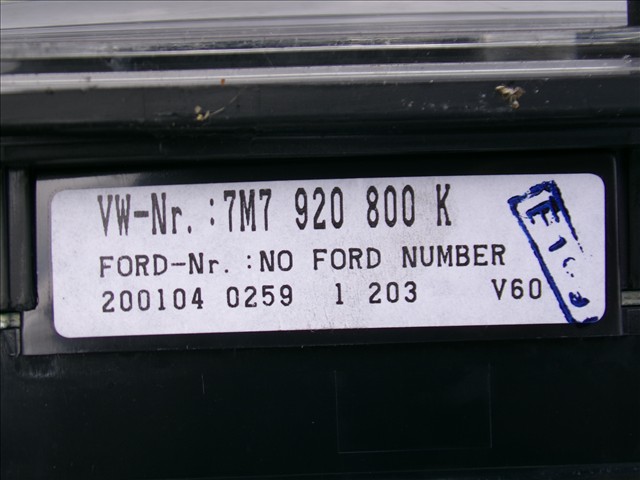 VW-Nr. :7M7 920 800 K
FORD-Nr. :NO FORD NUMBER
200104 0259 1 203 V60